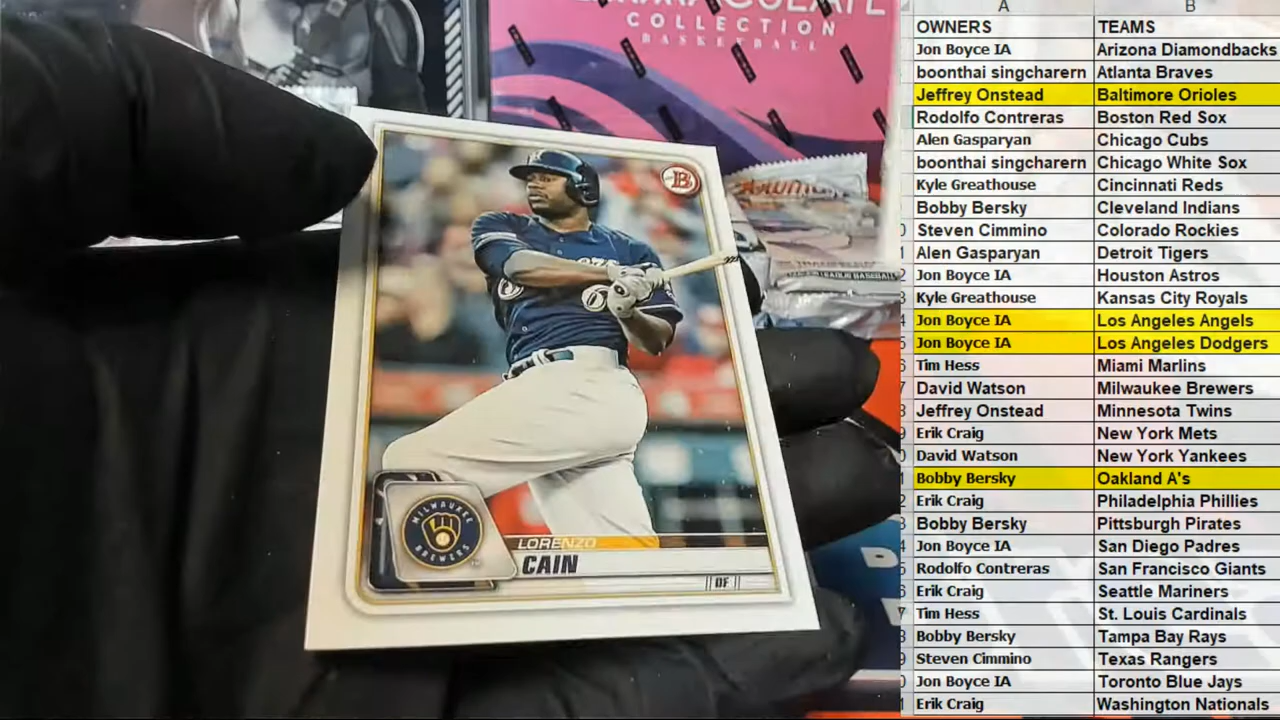 COLLECTION
BASKETBALL
B
MILWAUKEE
BREWERS
LORENZO
CAIN
OF
A B
OWNERS TEAMS
Jon Boyce IA Arizona Diamondbacks
boonthai singcharern Atlanta Braves
Jeffrey Onstead Baltimore Orioles
Rodolfo Contreras Boston Red Sox
Alen Gasparyan Chicago Cubs
boonthai singcharern Chicago White Sox
Kyle Greathouse Cincinnati Reds
Bobby Bersky Cleveland Indians
Steven Cimmino Colorado Rockies
Alen Gasparyan Detroit Tigers
Jon Boyce IA Houston Astros
Kyle Greathouse Kansas City Royals
Jon Boyce IA Los Angeles Angels
Jon Boyce IA Los Angeles Dodgers
Tim Hess Miami Marlins
David Watson Milwaukee Brewers
Jeffrey Onstead Minnesota Twins
Erik Craig New York Mets
David Watson New York Yankees
Bobby Bersky Oakland A's
Erik Craig Philadelphia Phillies
Bobby Bersky Pittsburgh Pirates
Jon Boyce IA San Diego Padres
Rodolfo Contreras San Francisco Giants
Erik Craig Seattle Mariners
Tim Hess St. Louis Cardinals
Bobby Bersky Tampa Bay Rays
Steven Cimmino Texas Rangers
Jon Boyce IA Toronto Blue Jays
Erik Craig Washington Nationals